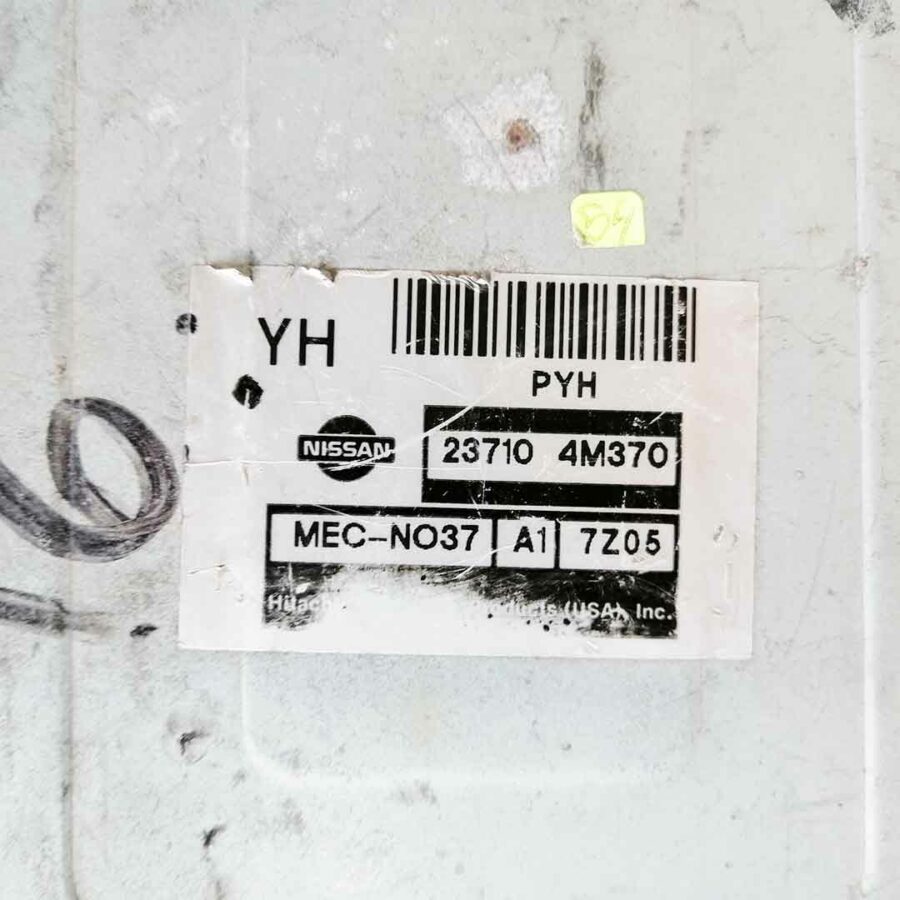 YH
PYH
NISSAN
23710 4M370
MEC-NO37 A1 7Z05
Products (USA), Inc.